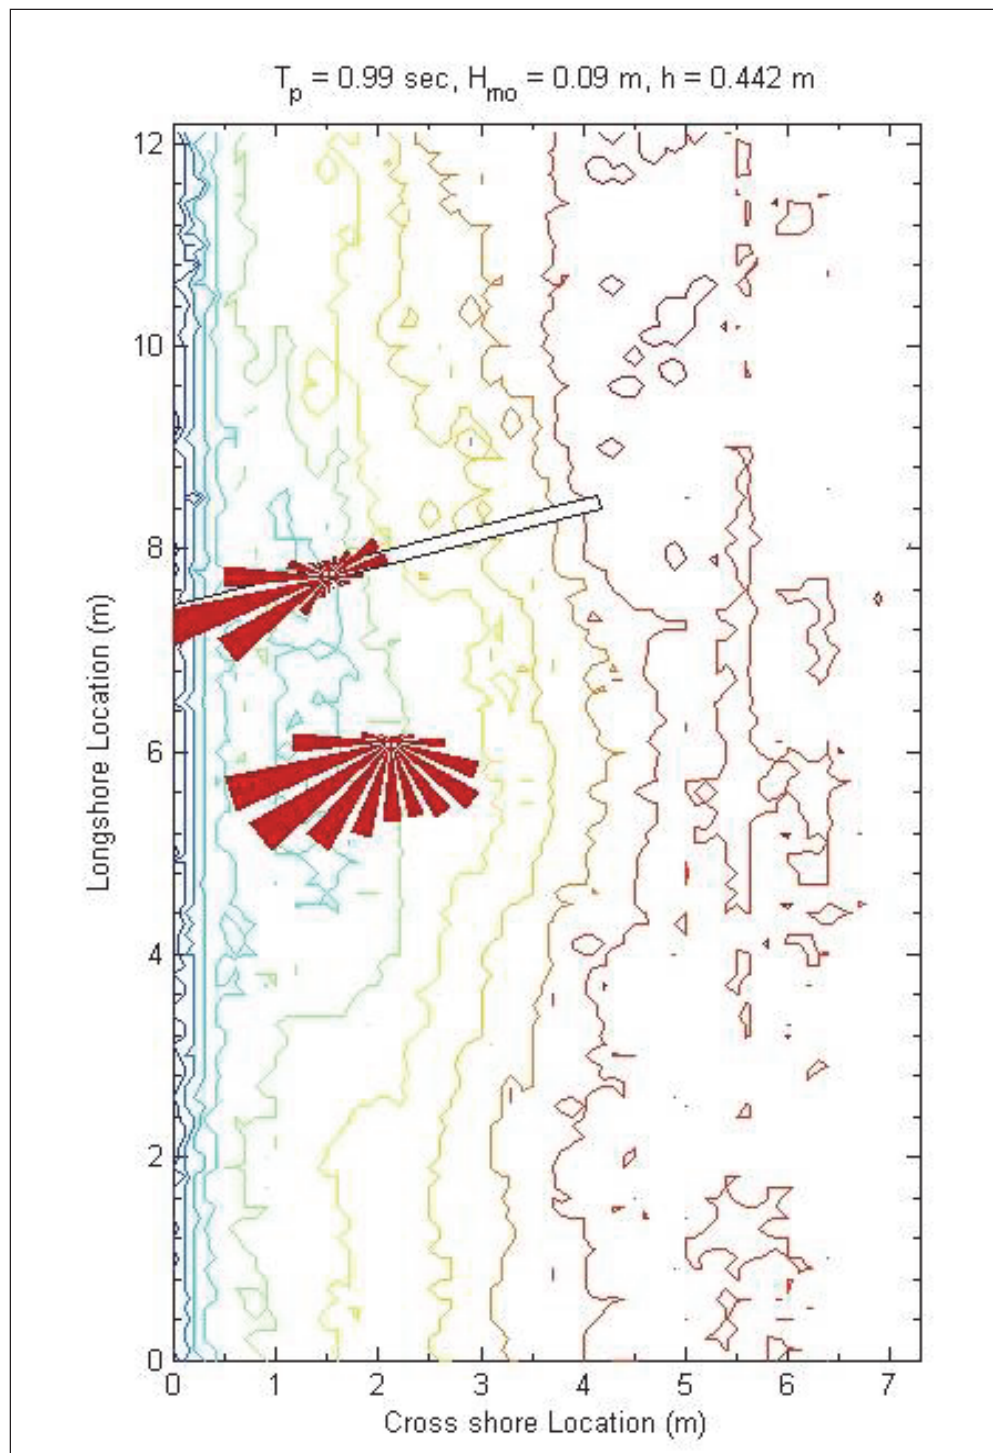 T_p = 0.99 sec, H_mo = 0.09 m, h = 0.442 m
12
10
8
6
4
2
0
Longshore Location (m)
0 1 2 3 4 5 6 7
Cross shore Location (m)